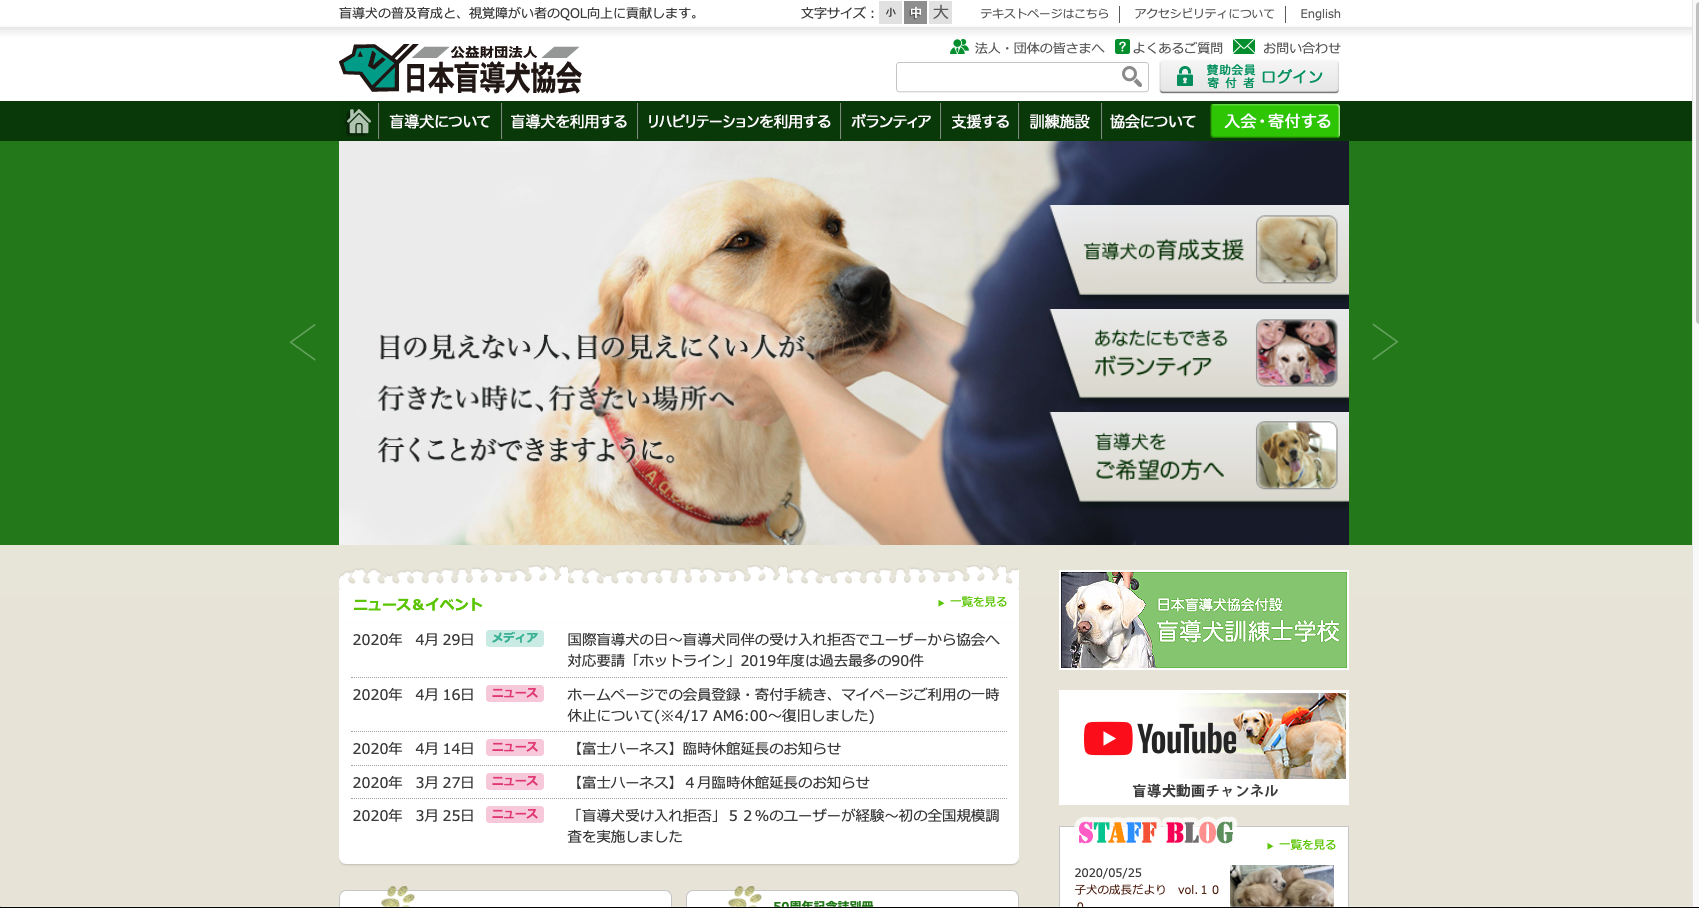 盲導犬の普及育成と、視覚障がい者のQOL向上に貢献します。
文字サイズ： 小 中 大
テキストページはこちら
アクセシビリティについて
English
公益財団法人
日本盲導犬協会
法人・団体の皆さまへ
よくあるご質問
お問い合わせ
賛助会員
寄付者
ログイン
盲導犬について
盲導犬を利用する
リハビリテーションを利用する
ボランティア
支援する
訓練施設
協会について
入会・寄付する
目の見えない人、目の見えにくい人が、
行きたい時に、行きたい場所へ
行くことができますように。
盲導犬の育成支援
あなたにもできる
ボランティア
盲導犬を
ご希望の方へ
ニュース&イベント
一覧を見る
2020年 4月 29日 メディア 国際盲導犬の日～盲導犬同伴の受け入れ拒否でユーザーから協会へ
対応要請「ホットライン」2019年度は過去最多の90件
2020年 4月 16日 ニュース ホームページでの会員登録・寄付手続き、マイページご利用の一時
休止について(※4/17 AM6:00～復旧しました)
2020年 4月 14日 ニュース 【富士ハーネス】臨時休館延長のお知らせ
2020年 3月 27日 ニュース 【富士ハーネス】４月臨時休館延長のお知らせ
2020年 3月 25日 ニュース 「盲導犬受け入れ拒否」５２％のユーザーが経験～初の全国規模調
査を実施しました
日本盲導犬協会付設
盲導犬訓練士学校
YouTube
盲導犬動画チャンネル
STAFF BLOG
一覧を見る
2020/05/25
子犬の成長だより vol.１０
０
50周年記念誌別冊